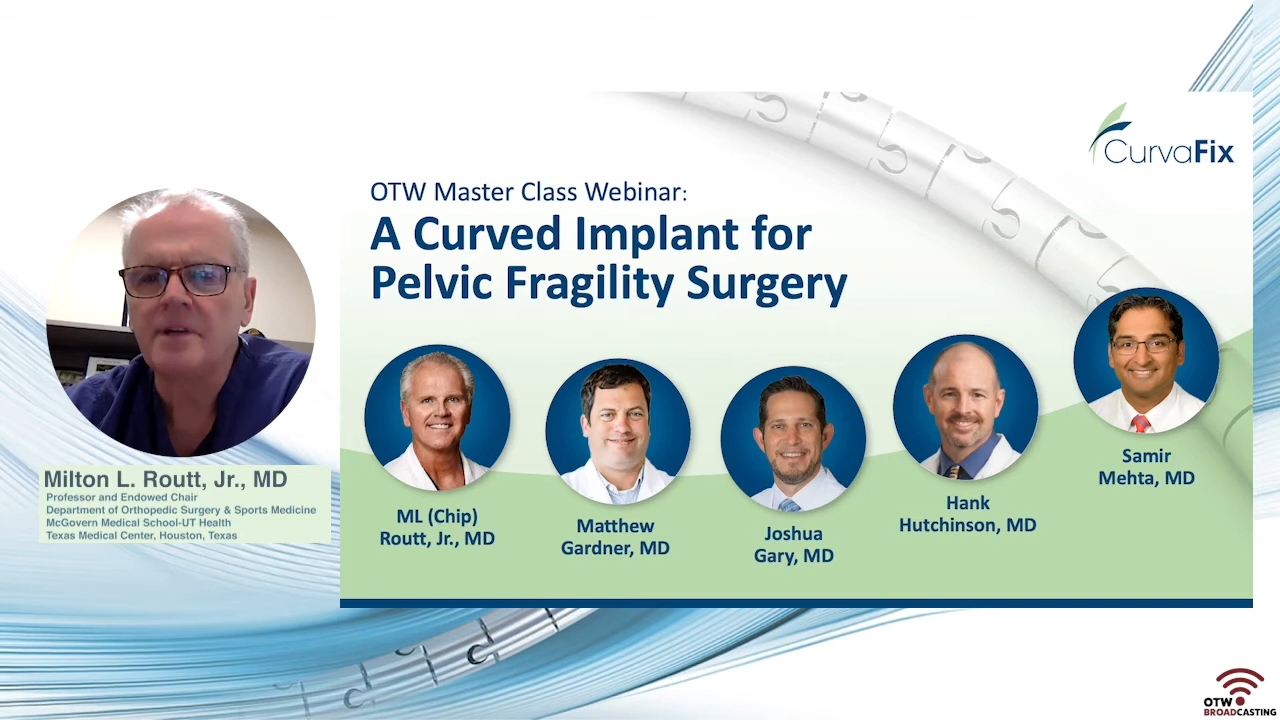 CurvaFix
OTW Master Class Webinar:
A Curved Implant for
Pelvic Fragility Surgery
Milton L. Routt, Jr., MD
Professor and Endowed Chair
Department of Orthopedic Surgery & Sports Medicine
McGovern Medical School-UT Health
Texas Medical Center, Houston, Texas
ML (Chip)
Routt, Jr., MD
Matthew
Gardner, MD
Joshua
Gary, MD
Hank
Hutchinson, MD
Samir
Mehta, MD
OTW
BROADCASTING